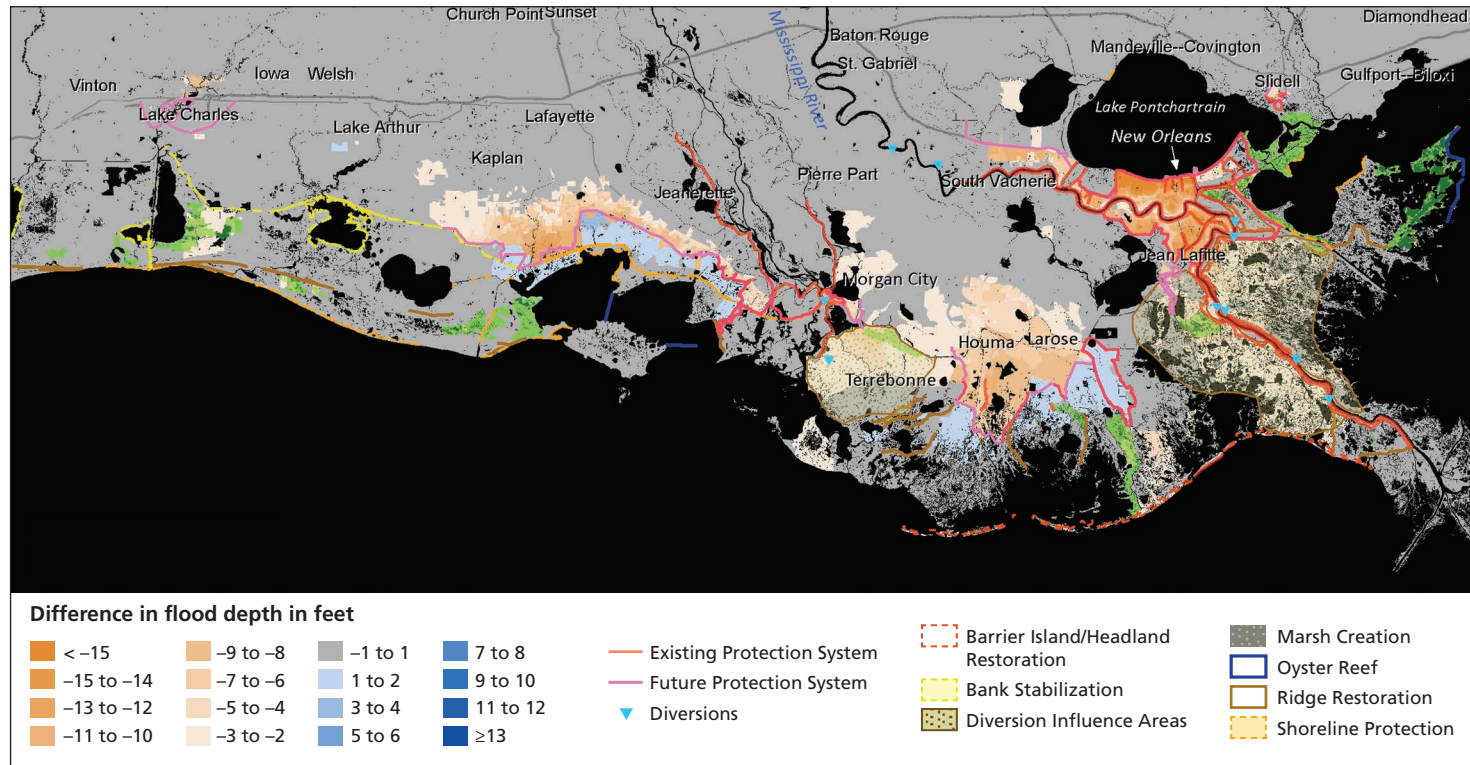 Church Point
Sunset
Diamondhead
Mississippi River
Baton Rouge
Mandeville--Covington
St. Gabriel
Vinton
Iowa
Welsh
Slidell
Gulfport--Biloxi
Lake Pontchartrain
Lake Charles
Lafayette
Lake Arthur
New Orleans
Kaplan
Pierre Part
South Vacherie
Jeanerette
Jean Lafitte
Morgan City
Houma
Larose
Terrebonne
Difference in flood depth in feet
< –15
–15 to –14
–13 to –12
–11 to –10
–9 to –8
–7 to –6
–5 to –4
–3 to –2
–1 to 1
1 to 2
3 to 4
5 to 6
7 to 8
9 to 10
11 to 12
≥13
Existing Protection System
Future Protection System
Diversions
Barrier Island/Headland
Restoration
Bank Stabilization
Diversion Influence Areas
Marsh Creation
Oyster Reef
Ridge Restoration
Shoreline Protection